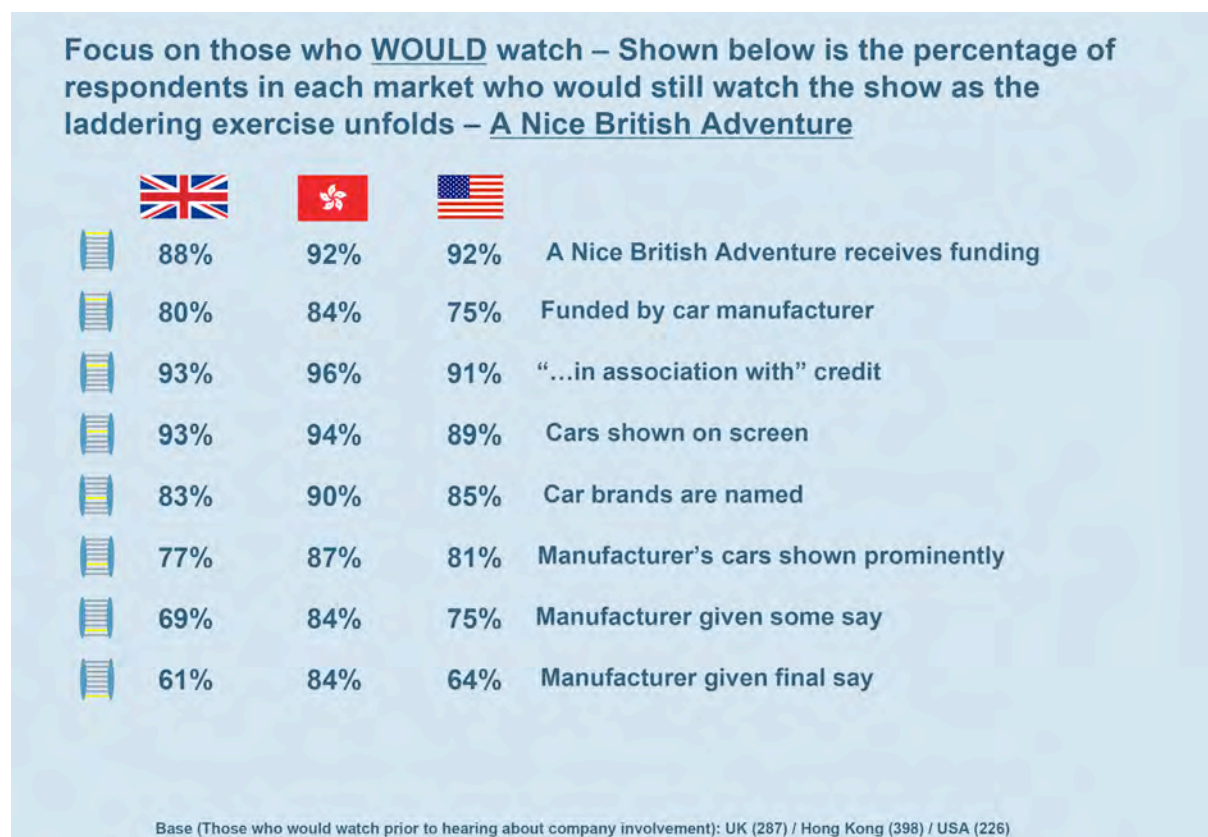 Focus on those who WOULD watch – Shown below is the percentage of
respondents in each market who would still watch the show as the
laddering exercise unfolds – A Nice British Adventure
88% 92% 92% A Nice British Adventure receives funding
80% 84% 75% Funded by car manufacturer
93% 96% 91% “…in association with” credit
93% 94% 89% Cars shown on screen
83% 90% 85% Car brands are named
77% 87% 81% Manufacturer’s cars shown prominently
69% 84% 75% Manufacturer given some say
61% 84% 64% Manufacturer given final say
Base (Those who would watch prior to hearing about company involvement): UK (287) / Hong Kong (398) / USA (226)